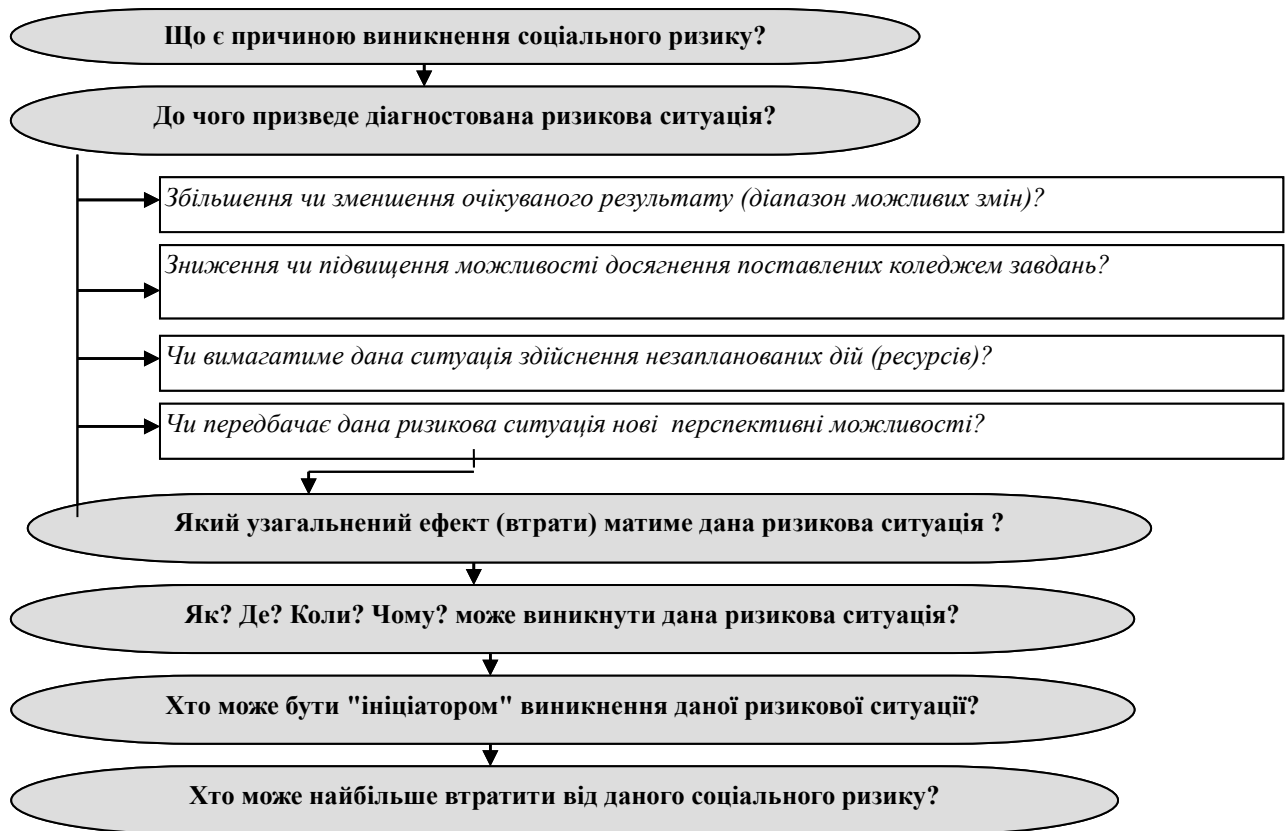 Що є причиною виникнення соціального ризику?
До чого призведе діагностована ризикова ситуація?
Збільшення чи зменшення очікуваного результату (діапазон можливих змін)?
Зниження чи підвищення можливості досягнення поставлених коледжем завдань?
Чи вимагатиме дана ситуація здійснення незапланованих дій (ресурсів)?
Чи передбачає дана ризикова ситуація нові перспективні можливості?
Який узагальнений ефект (втрати) матиме дана ризикова ситуація ?
Як? Де? Коли? Чому? може виникнути дана ризикова ситуація?
Хто може бути "ініціатором" виникнення даної ризикової ситуації?
Хто може найбільше втратити від даного соціального ризику?